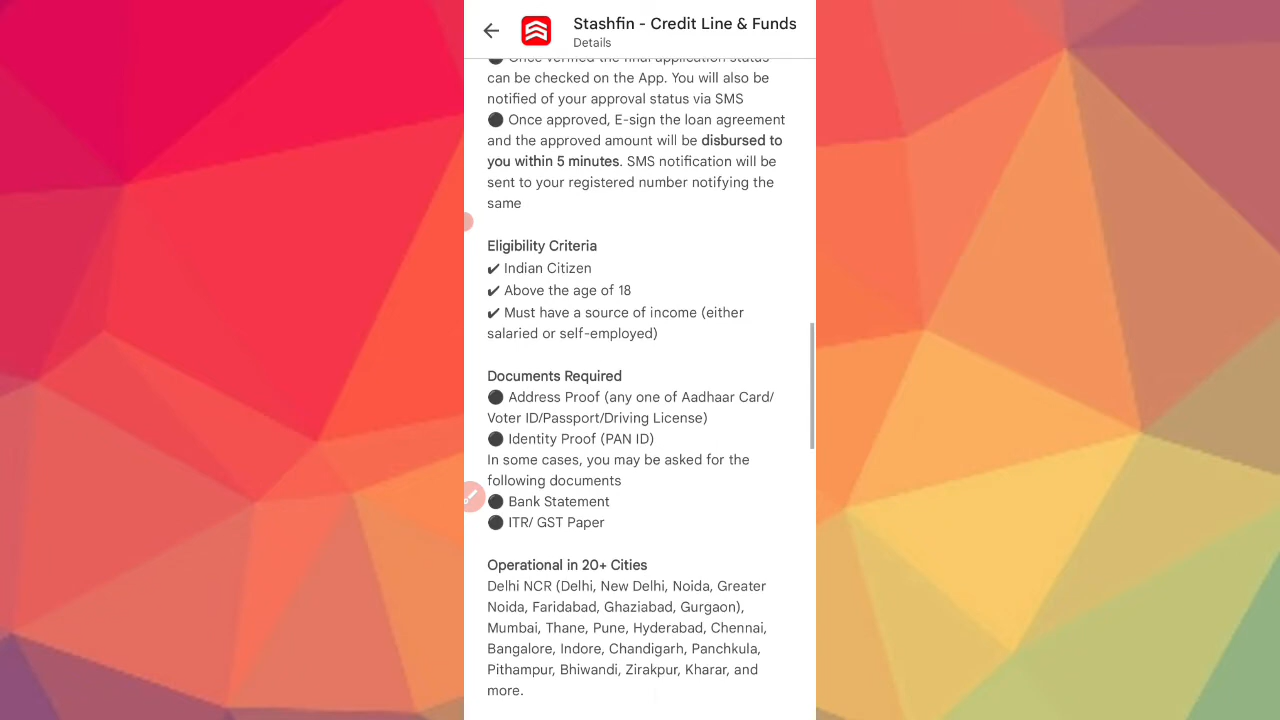 Stashfin - Credit Line & Funds
Details
● Once verified the final application status
can be checked on the App. You will also be
notified of your approval status via SMS
● Once approved, E-sign the loan agreement
and the approved amount will be disbursed to
you within 5 minutes. SMS notification will be
sent to your registered number notifying the
same
Eligibility Criteria
✔ Indian Citizen
✔ Above the age of 18
✔ Must have a source of income (either
salaried or self-employed)
Documents Required
● Address Proof (any one of Aadhaar Card/
Voter ID/Passport/Driving License)
● Identity Proof (PAN ID)
In some cases, you may be asked for the
following documents
● Bank Statement
● ITR/ GST Paper
Operational in 20+ Cities
Delhi NCR (Delhi, New Delhi, Noida, Greater
Noida, Faridabad, Ghaziabad, Gurgaon),
Mumbai, Thane, Pune, Hyderabad, Chennai,
Bangalore, Indore, Chandigarh, Panchkula,
Pithampur, Bhiwandi, Zirakpur, Kharar, and
more.